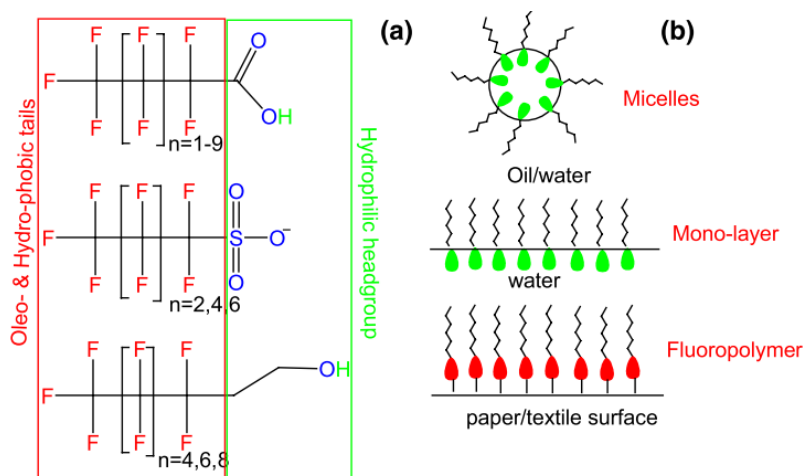 Oleo- & Hydro-phobic tails
F F F
F
F F F
n=1-9
O
OH
F F F
F
F F F
n=2,4,6
O
S O⁻
O
F F F
F
F F F
n=4,6,8
OH
Hydrophilic headgroup
(a)
(b)
Micelles
Oil/water
Mono-layer
water
Fluoropolymer
paper/textile surface